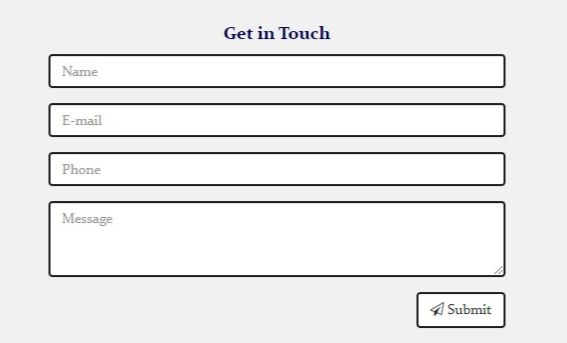 Get in Touch
Name
E-mail
Phone
Message
Submit